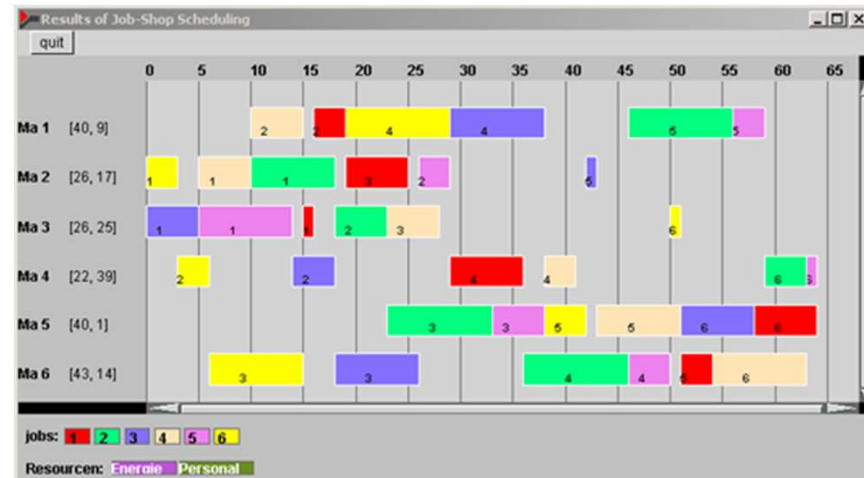 Results of Job-Shop Scheduling
quit
0 5 10 15 20 25 30 35 40 45 50 55 60 65
Ma 1 [40, 9] 2 2 4 4 5 5
Ma 2 [26, 17] 1 1 1 3 2 5
Ma 3 [26, 25] 1 1 1 2 3 6
Ma 4 [22, 39] 2 2 4 4 6 6
Ma 5 [40, 1] 3 3 5 5 6 6
Ma 6 [43, 14] 3 3 4 4 5 6
jobs: 1 2 3 4 5 6
Resourcen: Energie Personal